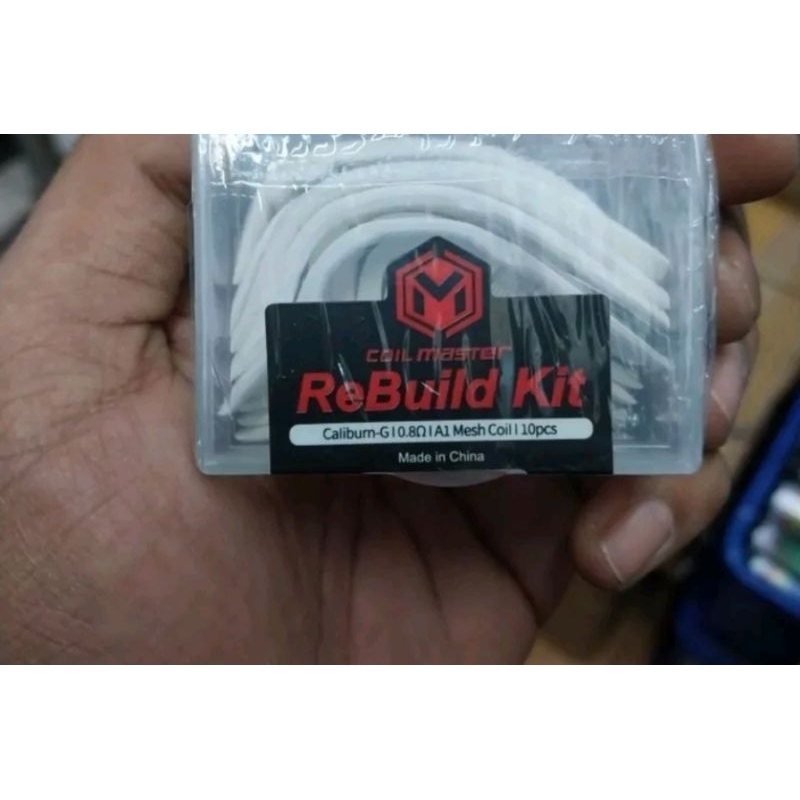 COIL MASTER
ReBuild Kit
Caliburn-G | 0.8Ω | A1 Mesh Coil | 10pcs
Made in China